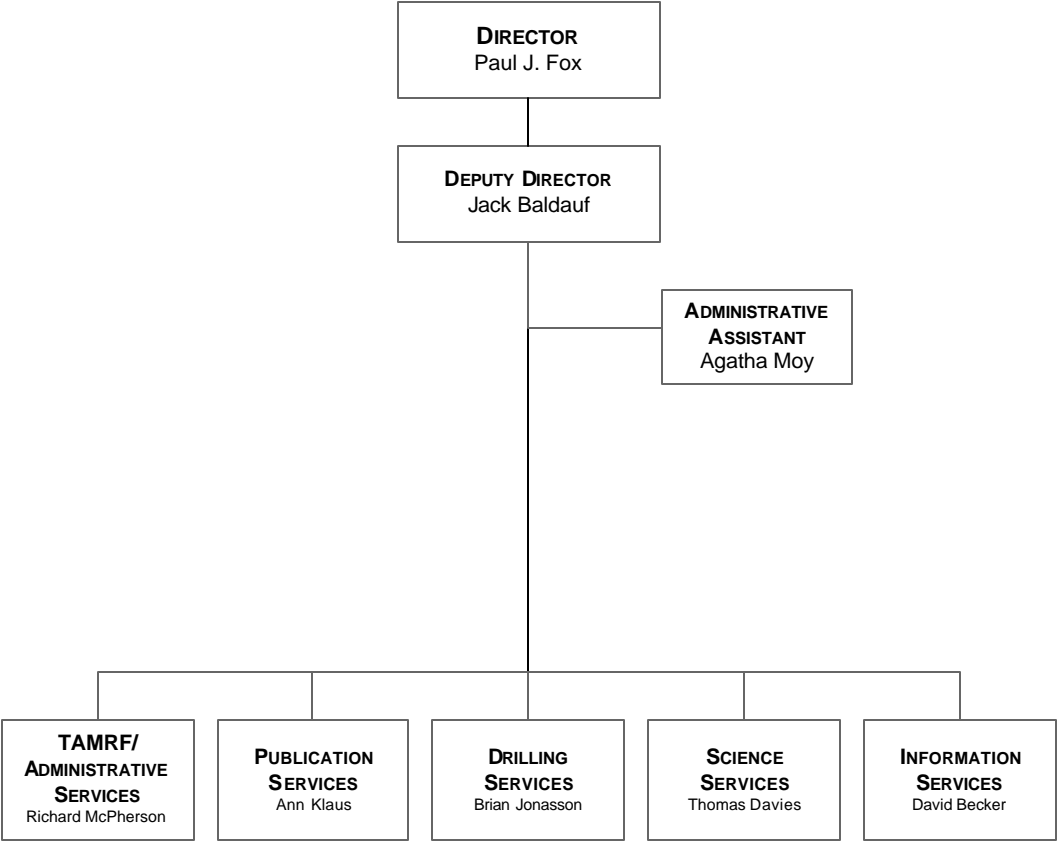 DIRECTOR
Paul J. Fox
DEPUTY DIRECTOR
Jack Baldauf
ADMINISTRATIVE
ASSISTANT
Agatha Moy
TAMRF/
ADMINISTRATIVE
SERVICES
Richard McPherson
PUBLICATION
SERVICES
Ann Klaus
DRILLING
SERVICES
Brian Jonasson
SCIENCE
SERVICES
Thomas Davies
INFORMATION
SERVICES
David Becker